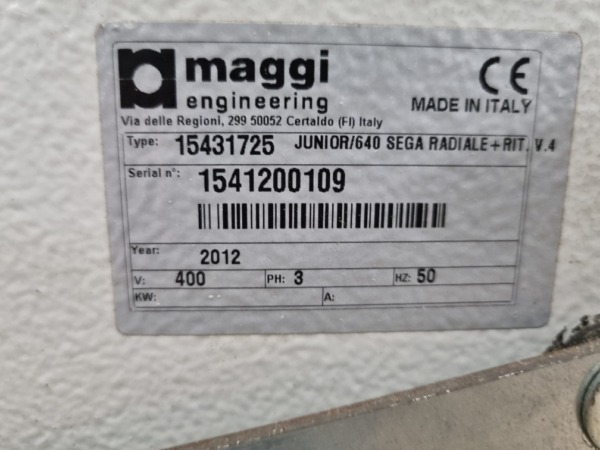 maggi
engineering
CE
MADE IN ITALY
Via delle Regioni, 299 50052 Certaldo (FI) Italy
Type: 15431725 JUNIOR/640 SEGA RADIALE+RIT. V.4
Serial n°: 1541200109
Year: 2012
V: 400 PH: 3 HZ: 50
KW: A: